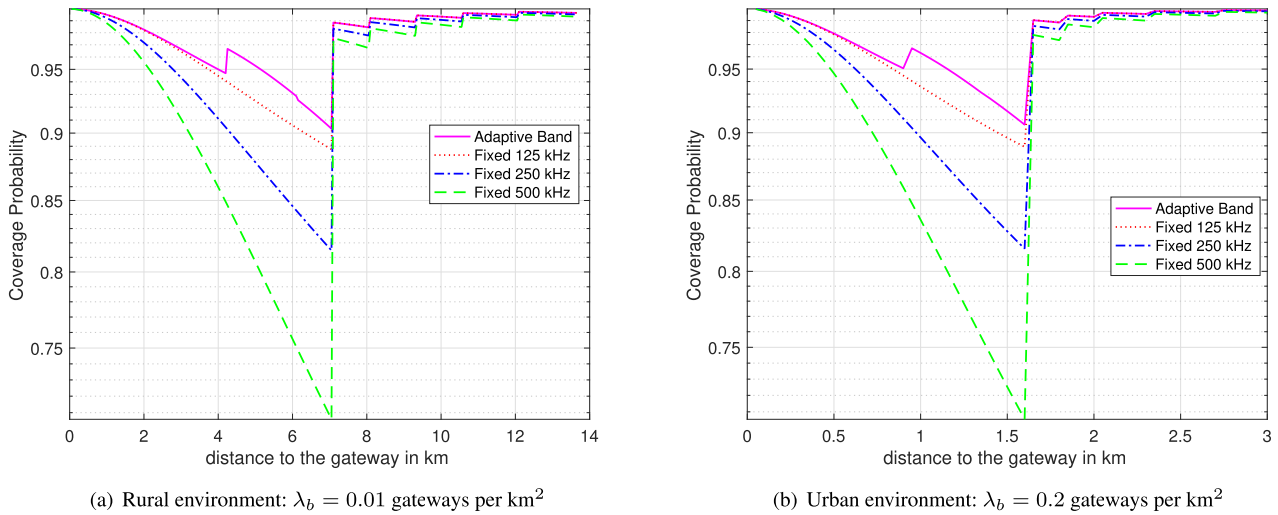 Coverage Probability
0.95
0.9
0.85
0.8
0.75
Adaptive Band
Fixed 125 kHz
Fixed 250 kHz
Fixed 500 kHz
0 2 4 6 8 10 12 14
distance to the gateway in km
(a) Rural environment: λb = 0.01 gateways per km²
Coverage Probability
0.95
0.9
0.85
0.8
0.75
Adaptive Band
Fixed 125 kHz
Fixed 250 kHz
Fixed 500 kHz
0 0.5 1 1.5 2 2.5 3
distance to the gateway in km
(b) Urban environment: λb = 0.2 gateways per km²